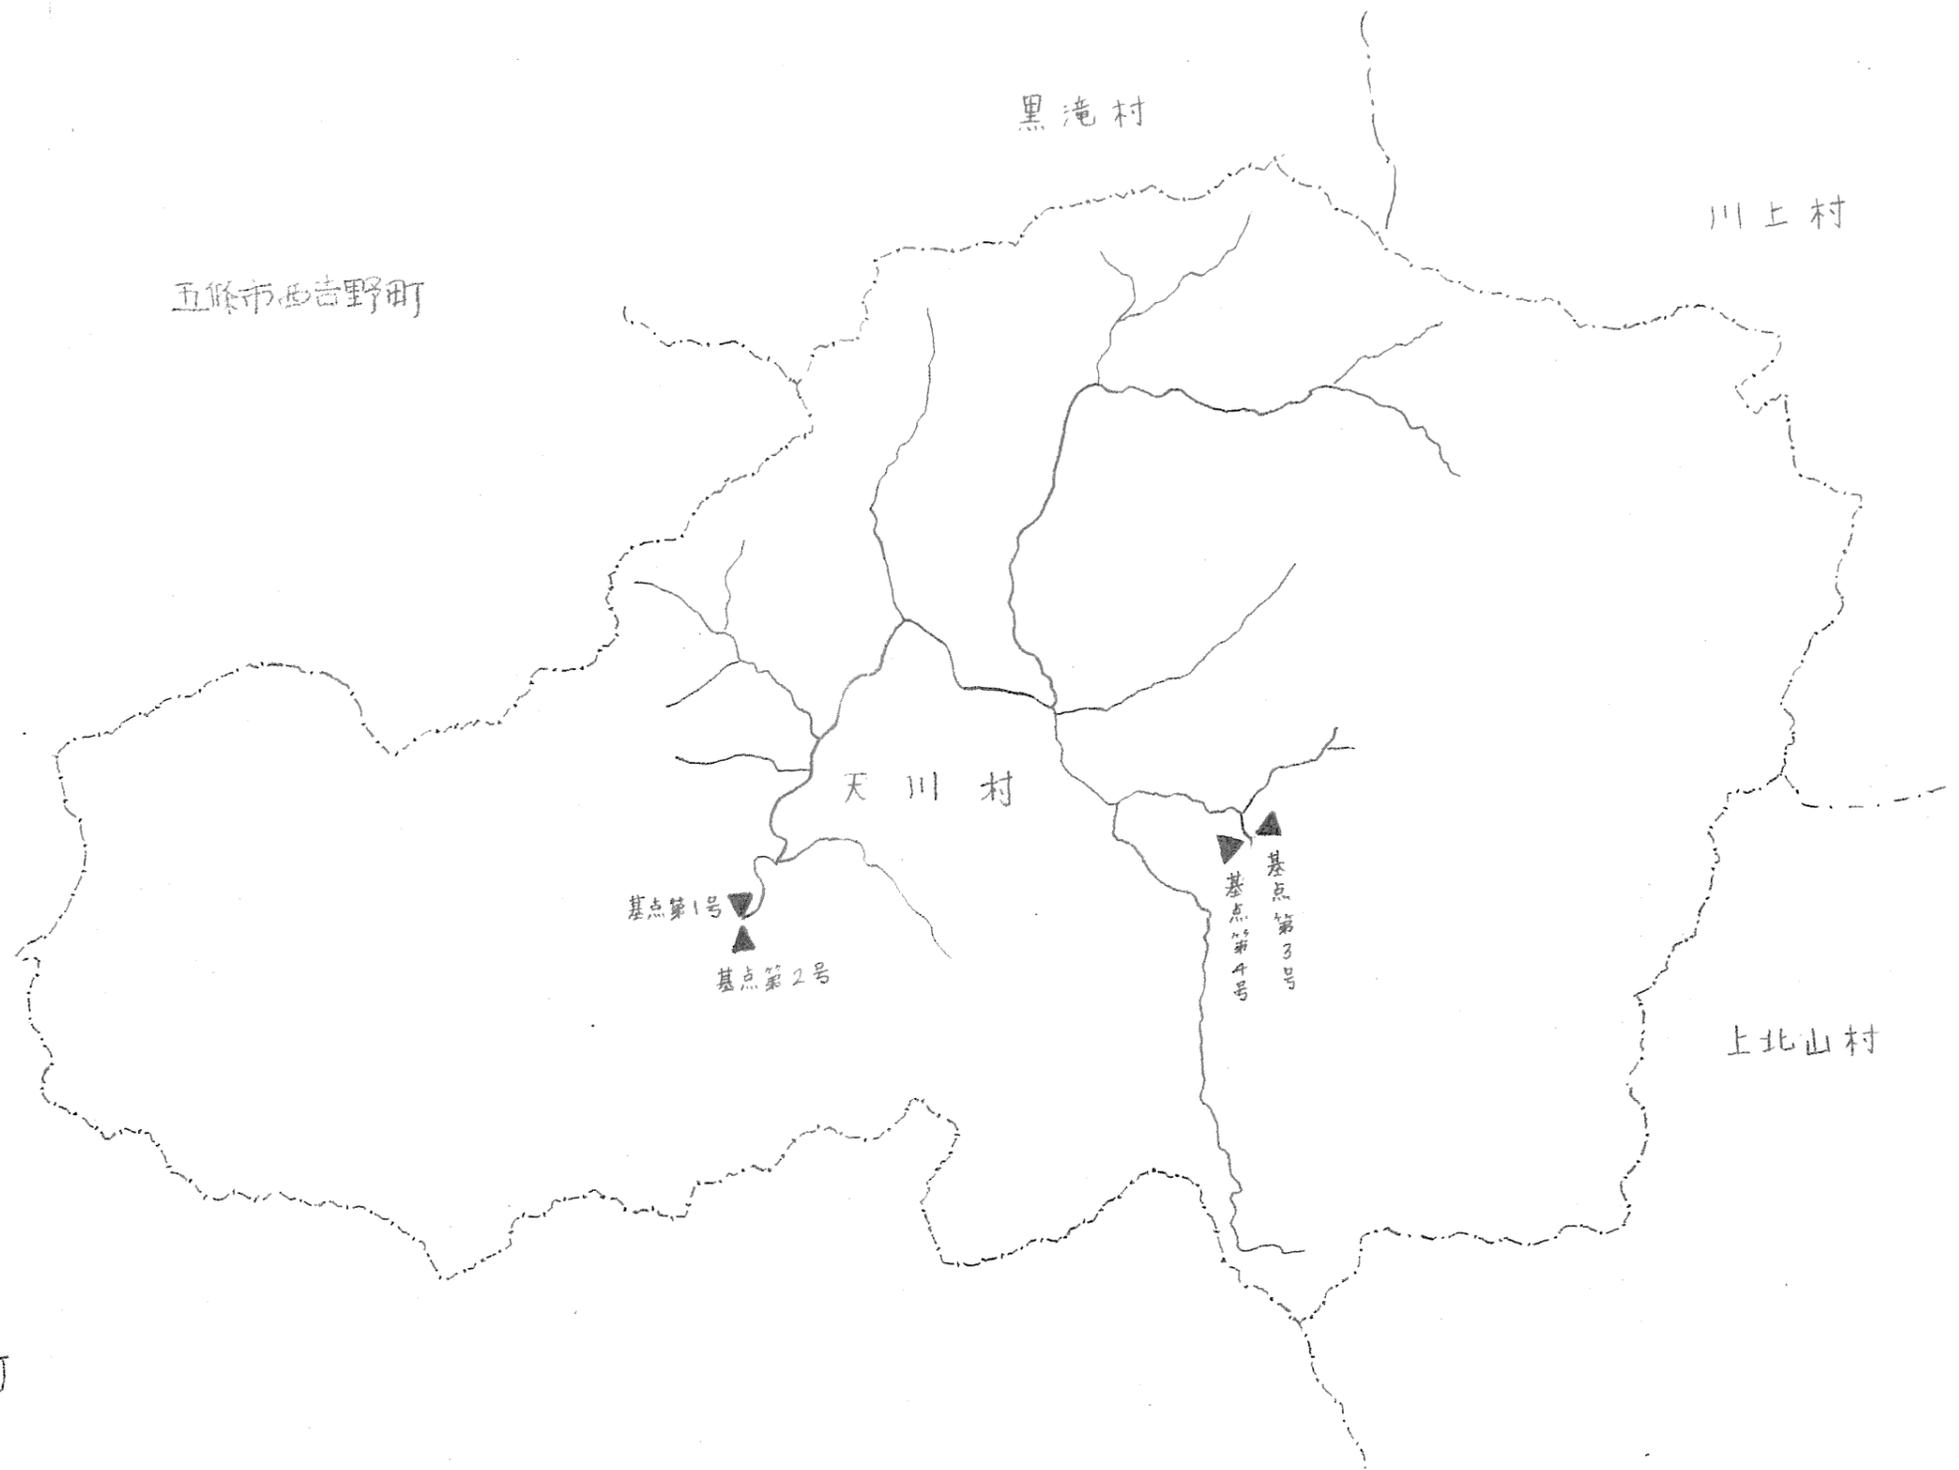 黒滝村
川上村
五條市西吉野町
天川村
基点第1号
基点第2号
基点第3号
基点第4号
上北山村